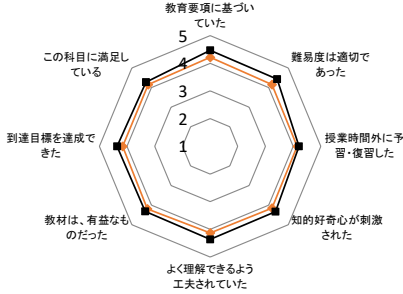 教育要項に基づい
ていた
難易度は適切で
あった
授業時間外に予
習・復習した
知的好奇心が刺激
された
よく理解できるよう
工夫されていた
教材は、有益なも
のだった
到達目標を達成で
きた
この科目に満足し
ている
5
4
3
2
1